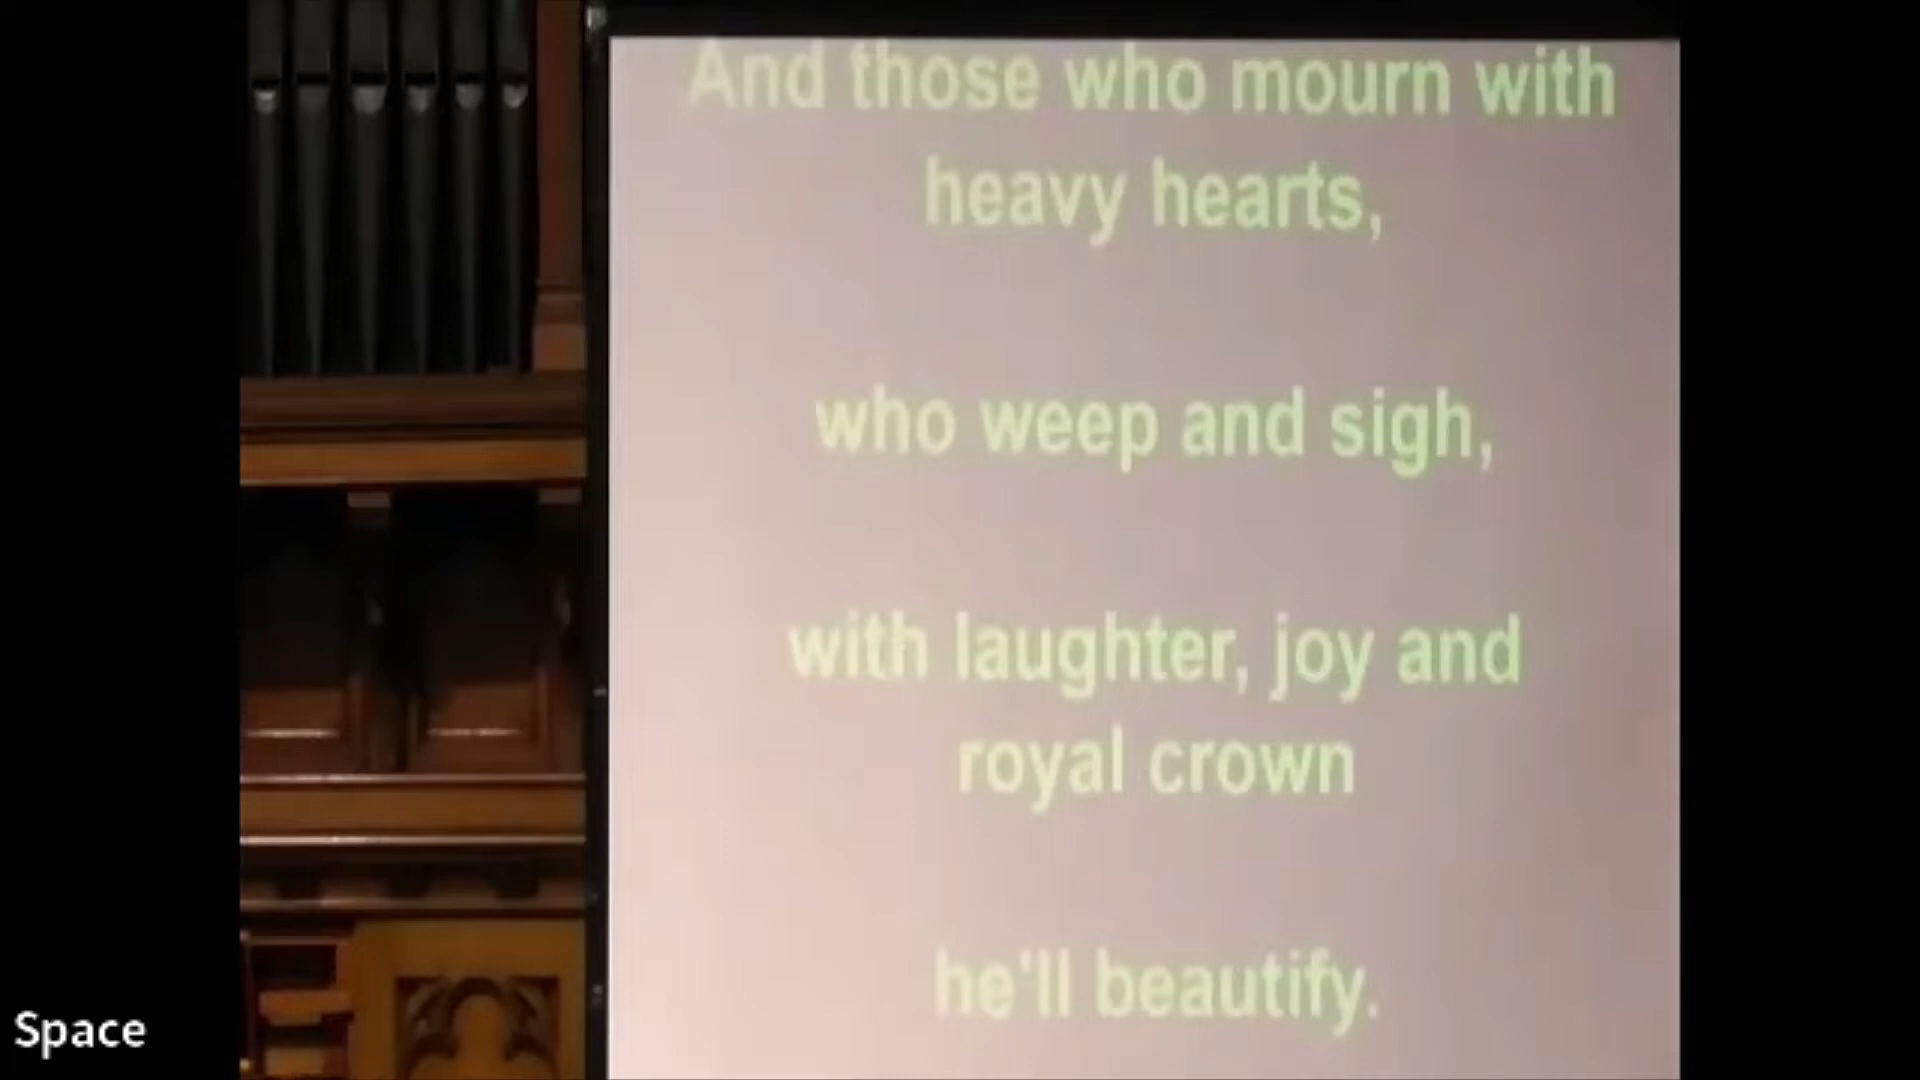 And those who mourn with
heavy hearts,
who weep and sigh,
with laughter, joy and
royal crown
he'll beautify.
Space